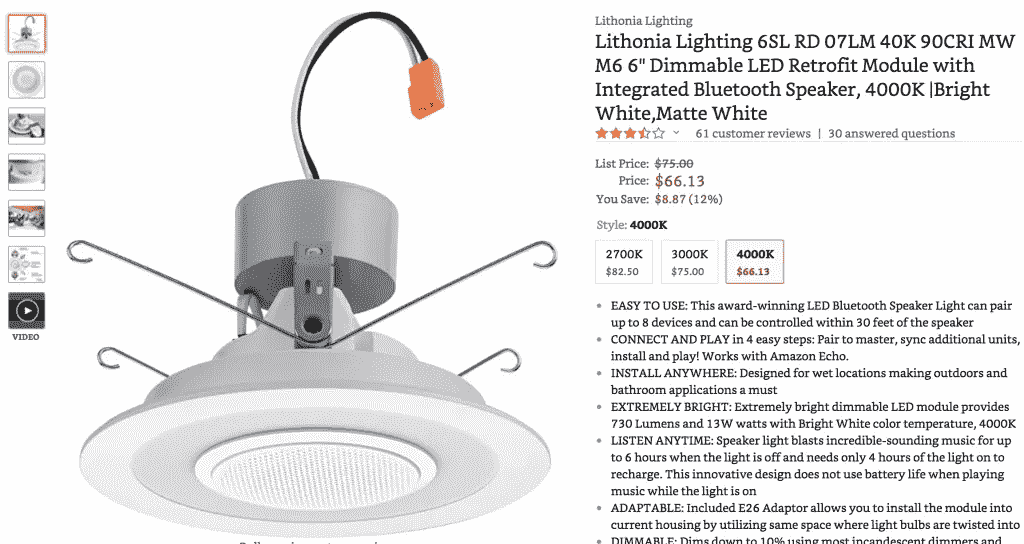 Lithonia Lighting
Lithonia Lighting 6SL RD 07LM 40K 90CRI MW
M6 6" Dimmable LED Retrofit Module with
Integrated Bluetooth Speaker, 4000K |Bright
White,Matte White
61 customer reviews | 30 answered questions
List Price: $75.00
Price: $66.13
You Save: $8.87 (12%)
Style: 4000K
2700K 3000K 4000K
$82.50 $75.00 $66.13
• EASY TO USE: This award-winning LED Bluetooth Speaker Light can pair
up to 8 devices and can be controlled within 30 feet of the speaker
• CONNECT AND PLAY in 4 easy steps: Pair to master, sync additional units,
install and play! Works with Amazon Echo.
• INSTALL ANYWHERE: Designed for wet locations making outdoors and
bathroom applications a must
• EXTREMELY BRIGHT: Extremely bright dimmable LED module provides
730 Lumens and 13W watts with Bright White color temperature, 4000K
• LISTEN ANYTIME: Speaker light blasts incredible-sounding music for up
to 6 hours when the light is off and needs only 4 hours of the light on to
recharge. This innovative design does not use battery life when playing
music while the light is on
• ADAPTABLE: Included E26 Adaptor allows you to install the module into
current housing by utilizing same space where light bulbs are twisted into
• DIMMABLE: Dims down to 10% using most incandescent dimmers and
VIDEO